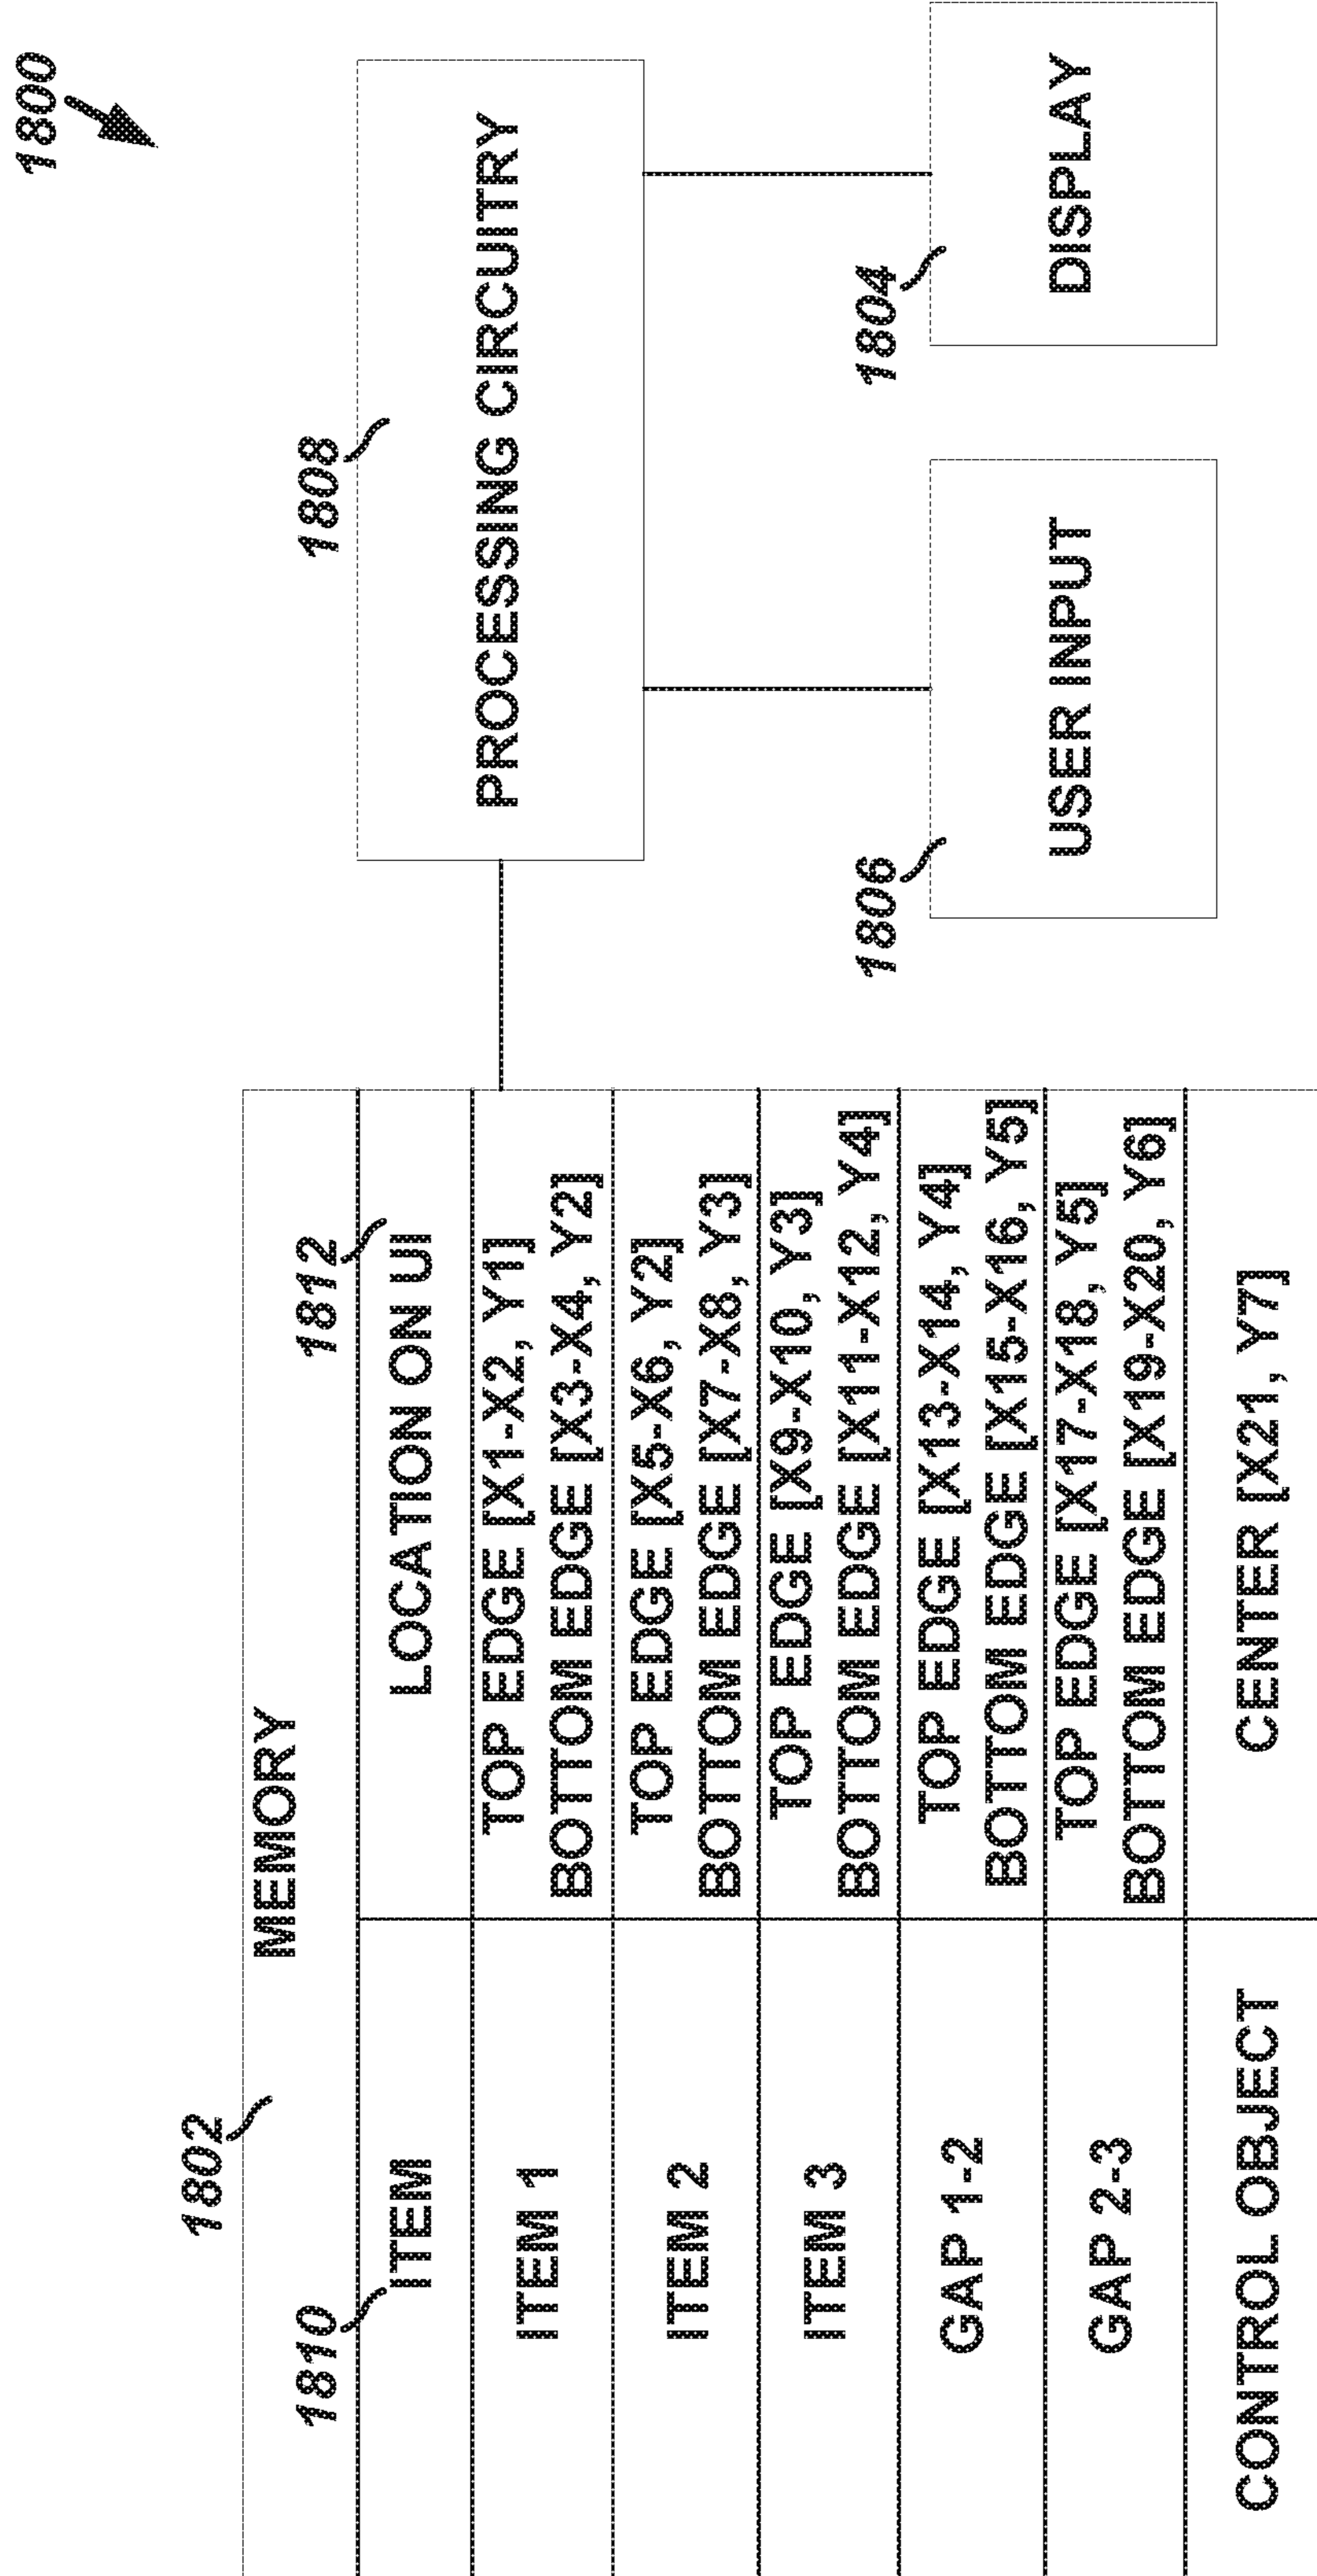 1800
1802
MEMORY
1810
ITEM
1812
LOCATION ON UI
ITEM 1
TOP EDGE [X1-X2, Y1]
BOTTOM EDGE [X3-X4, Y2]
ITEM 2
TOP EDGE [X5-X6, Y2]
BOTTOM EDGE [X7-X8, Y3]
ITEM 3
TOP EDGE [X9-X10, Y3]
BOTTOM EDGE [X11-X12, Y4]
GAP 1-2
TOP EDGE [X13-X14, Y4]
BOTTOM EDGE [X15-X16, Y5]
GAP 2-3
TOP EDGE [X17-X18, Y5]
BOTTOM EDGE [X19-X20, Y6]
CONTROL OBJECT
CENTER [X21, Y7]
1808
PROCESSING CIRCUITRY
1806
USER INPUT
1804
DISPLAY